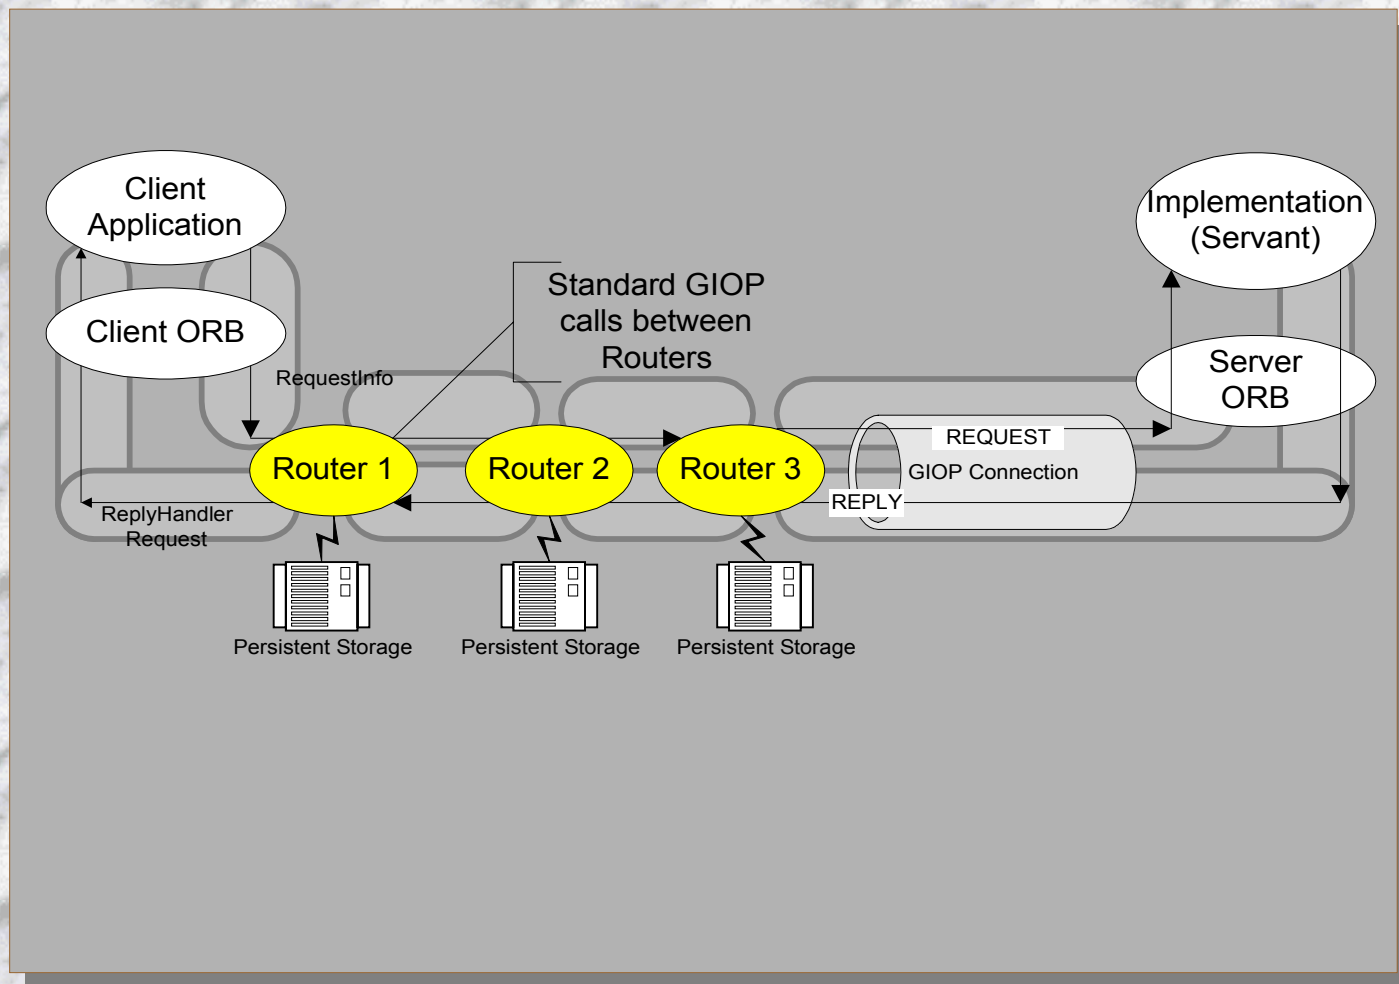 Client
Application
Implementation
(Servant)
Client ORB
Standard GIOP
calls between
Routers
Server
ORB
RequestInfo
REQUEST
Router 1
Router 2
Router 3
GIOP Connection
REPLY
ReplyHandler
Request
Persistent Storage
Persistent Storage
Persistent Storage